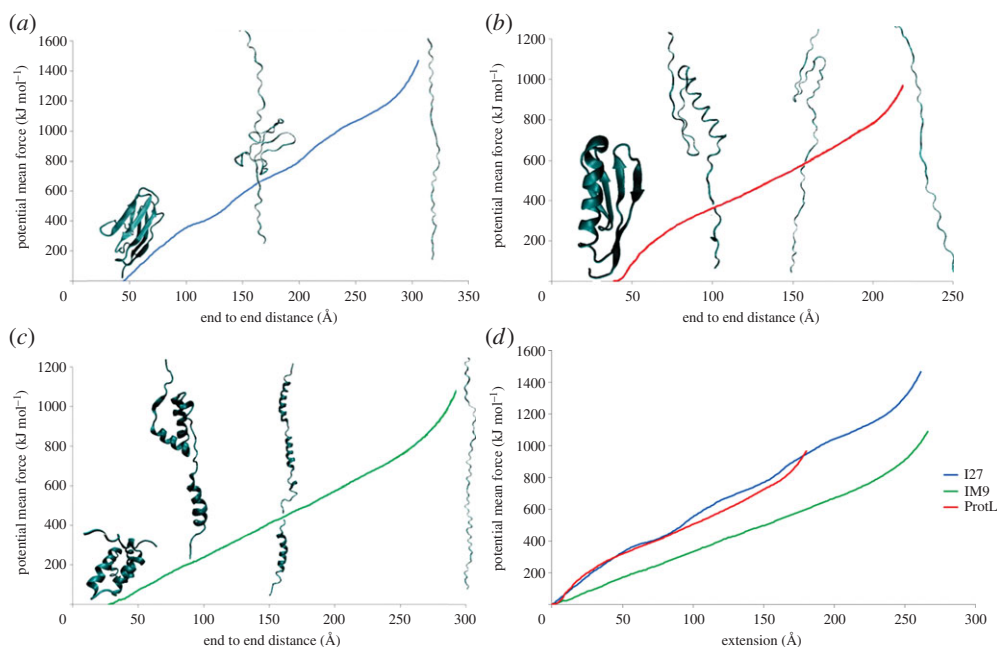 (a)
potential mean force (kJ mol⁻¹)
1600
1400
1200
1000
800
600
400
200
0 50 100 150 200 250 300 350
end to end distance (Å)
(b)
potential mean force (kJ mol⁻¹)
1200
1000
800
600
400
200
0 50 100 150 200 250
end to end distance (Å)
(c)
potential mean force (kJ mol⁻¹)
1200
1000
800
600
400
200
0 50 100 150 200 250 300
end to end distance (Å)
(d)
potential mean force (kJ mol⁻¹)
1600
1400
1200
1000
800
600
400
200
0 50 100 150 200 250 300
extension (Å)
I27
IM9
ProtL